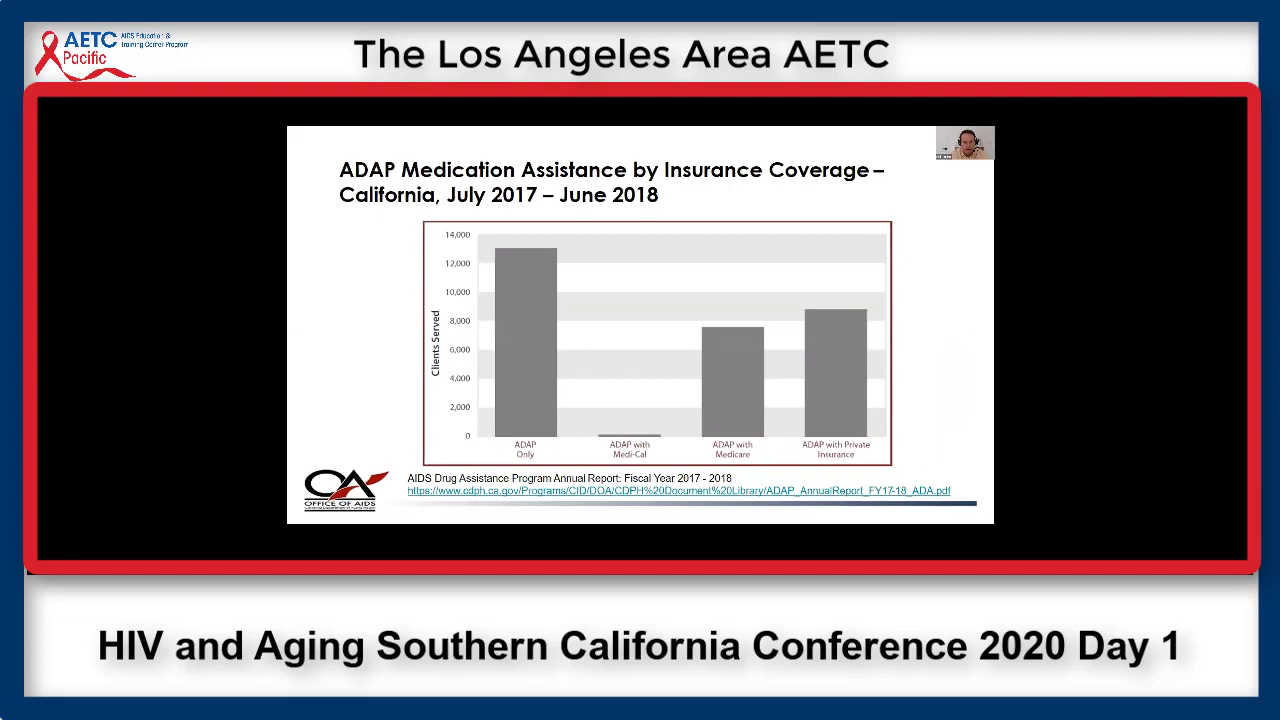 AETC
Pacific
AIDS Education &
Training Center Program
The Los Angeles Area AETC
ADAP Medication Assistance by Insurance Coverage –
California, July 2017 – June 2018
Clients Served
14,000
12,000
10,000
8,000
6,000
4,000
2,000
0
ADAP
Only
ADAP with
Medi-Cal
ADAP with
Medicare
ADAP with Private
Insurance
OA
OFFICE OF AIDS
AIDS Drug Assistance Program Annual Report: Fiscal Year 2017 - 2018
https://www.cdph.ca.gov/Programs/CID/DOA/CDPH%20Document%20Library/ADAP_AnnualReport_FY17-18_ADA.pdf
HIV and Aging Southern California Conference 2020 Day 1